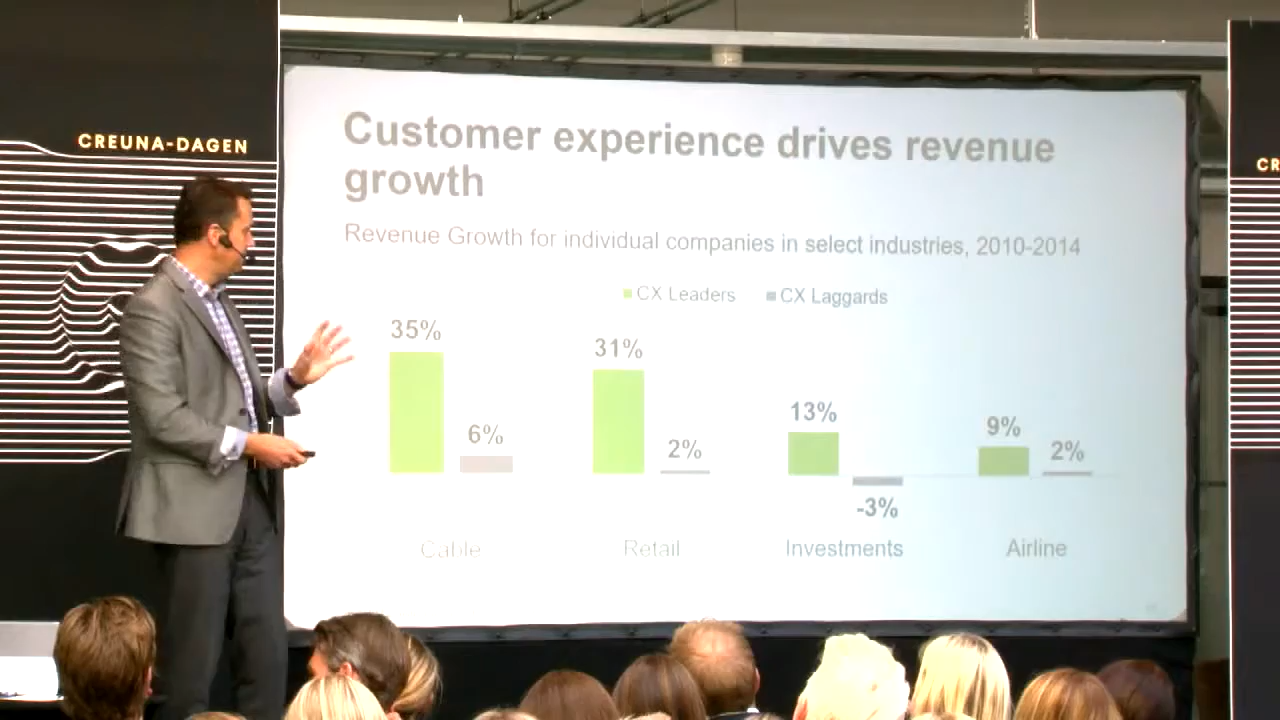 CREUNA-DAGEN
CR
Customer experience drives revenue
growth
Revenue Growth for individual companies in select industries, 2010-2014
CX Leaders CX Laggards
35% 6% 31% 2% 13% -3% 9% 2%
Cable Retail Investments Airline